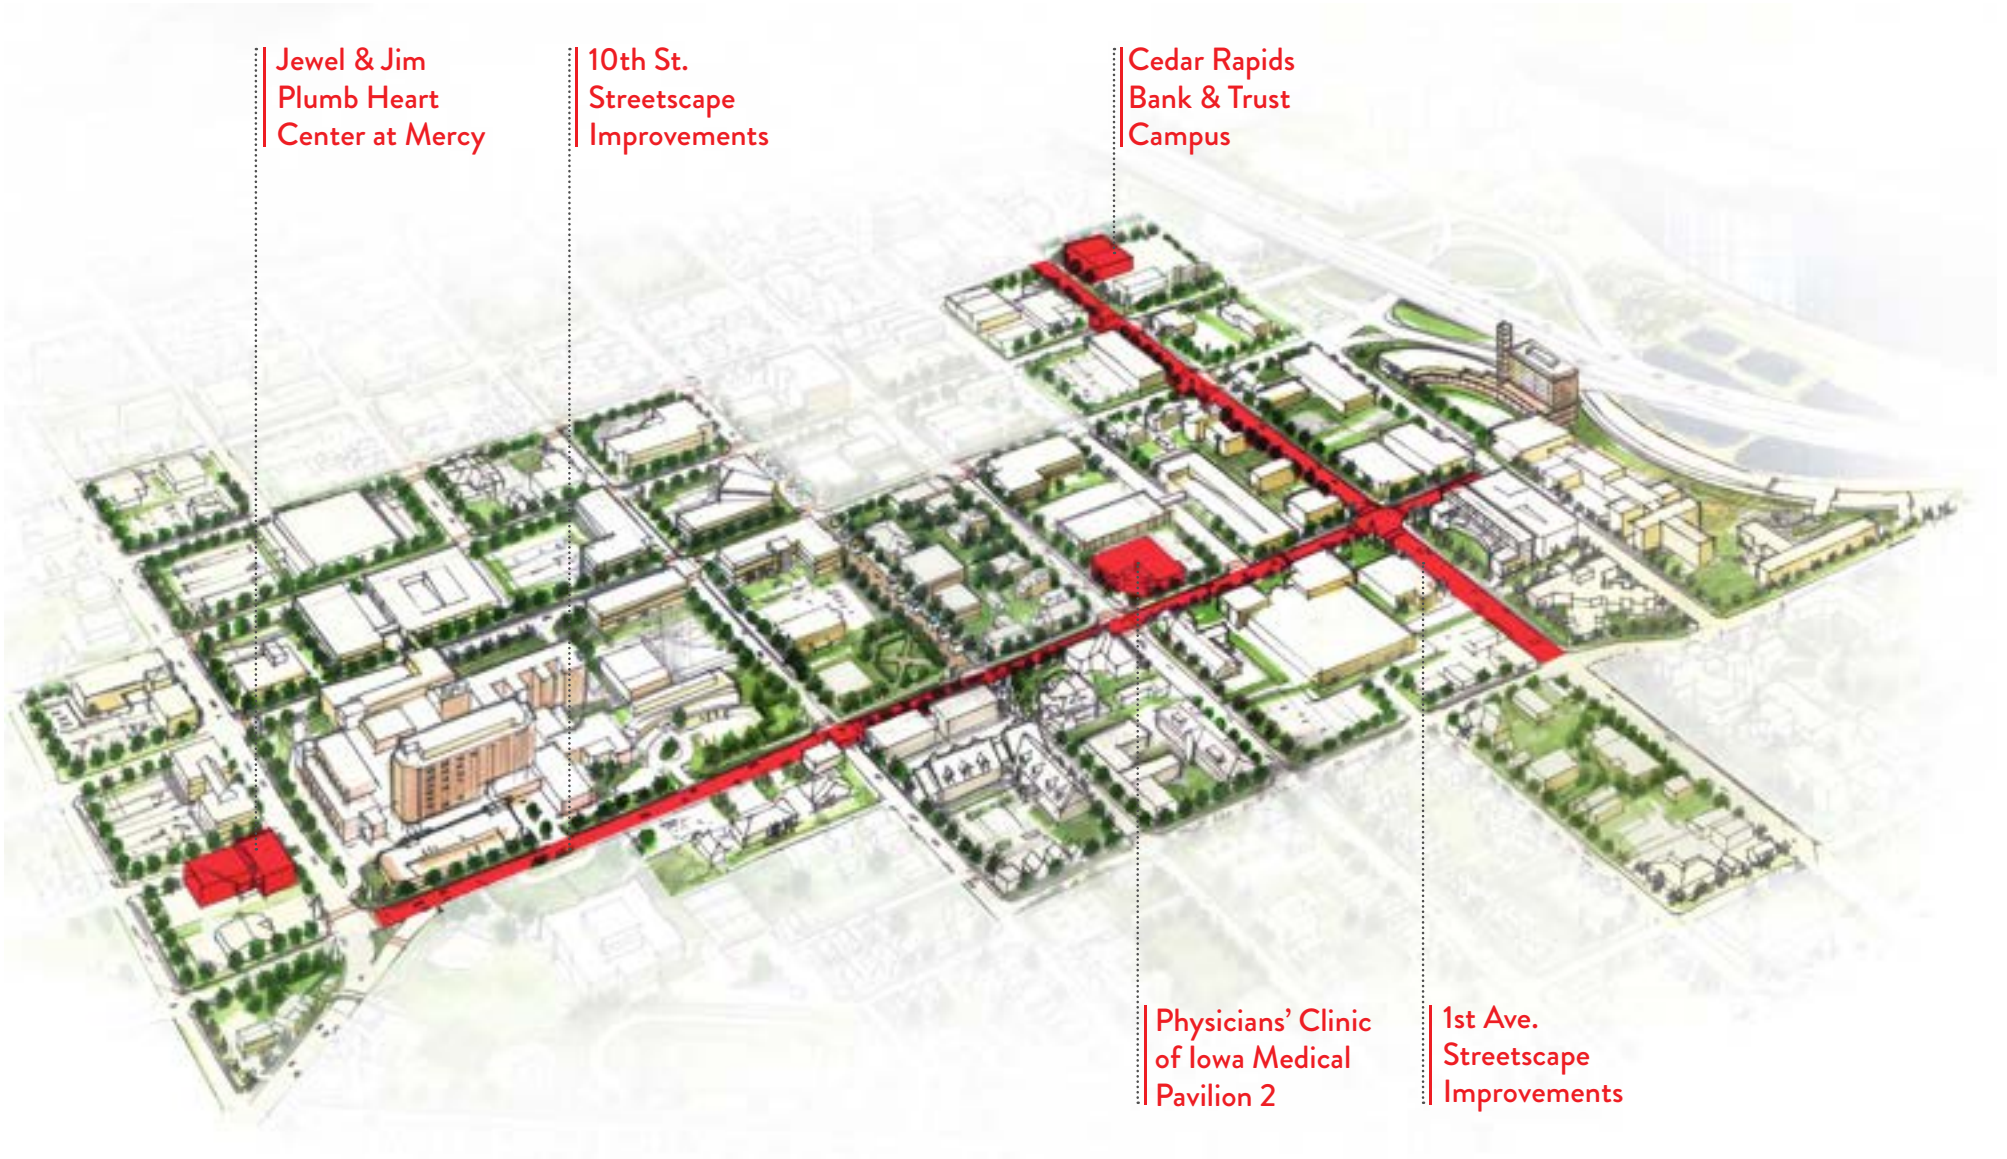 Jewel & Jim
Plumb Heart
Center at Mercy
10th St.
Streetscape
Improvements
Cedar Rapids
Bank & Trust
Campus
Physicians’ Clinic
of Iowa Medical
Pavilion 2
1st Ave.
Streetscape
Improvements